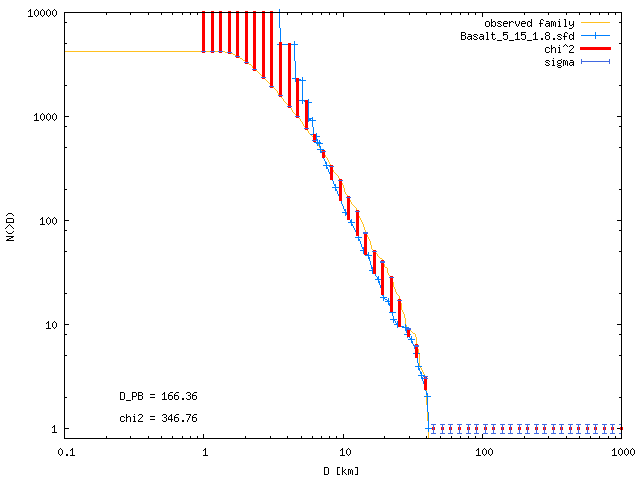 10000
1000
100
10
1
N(>D)
observed family
Basalt_5_15_1.8.sfd
chi^2
sigma
D_PB = 166.36
chi2 = 346.76
0.1 1 10 100 1000
D [km]